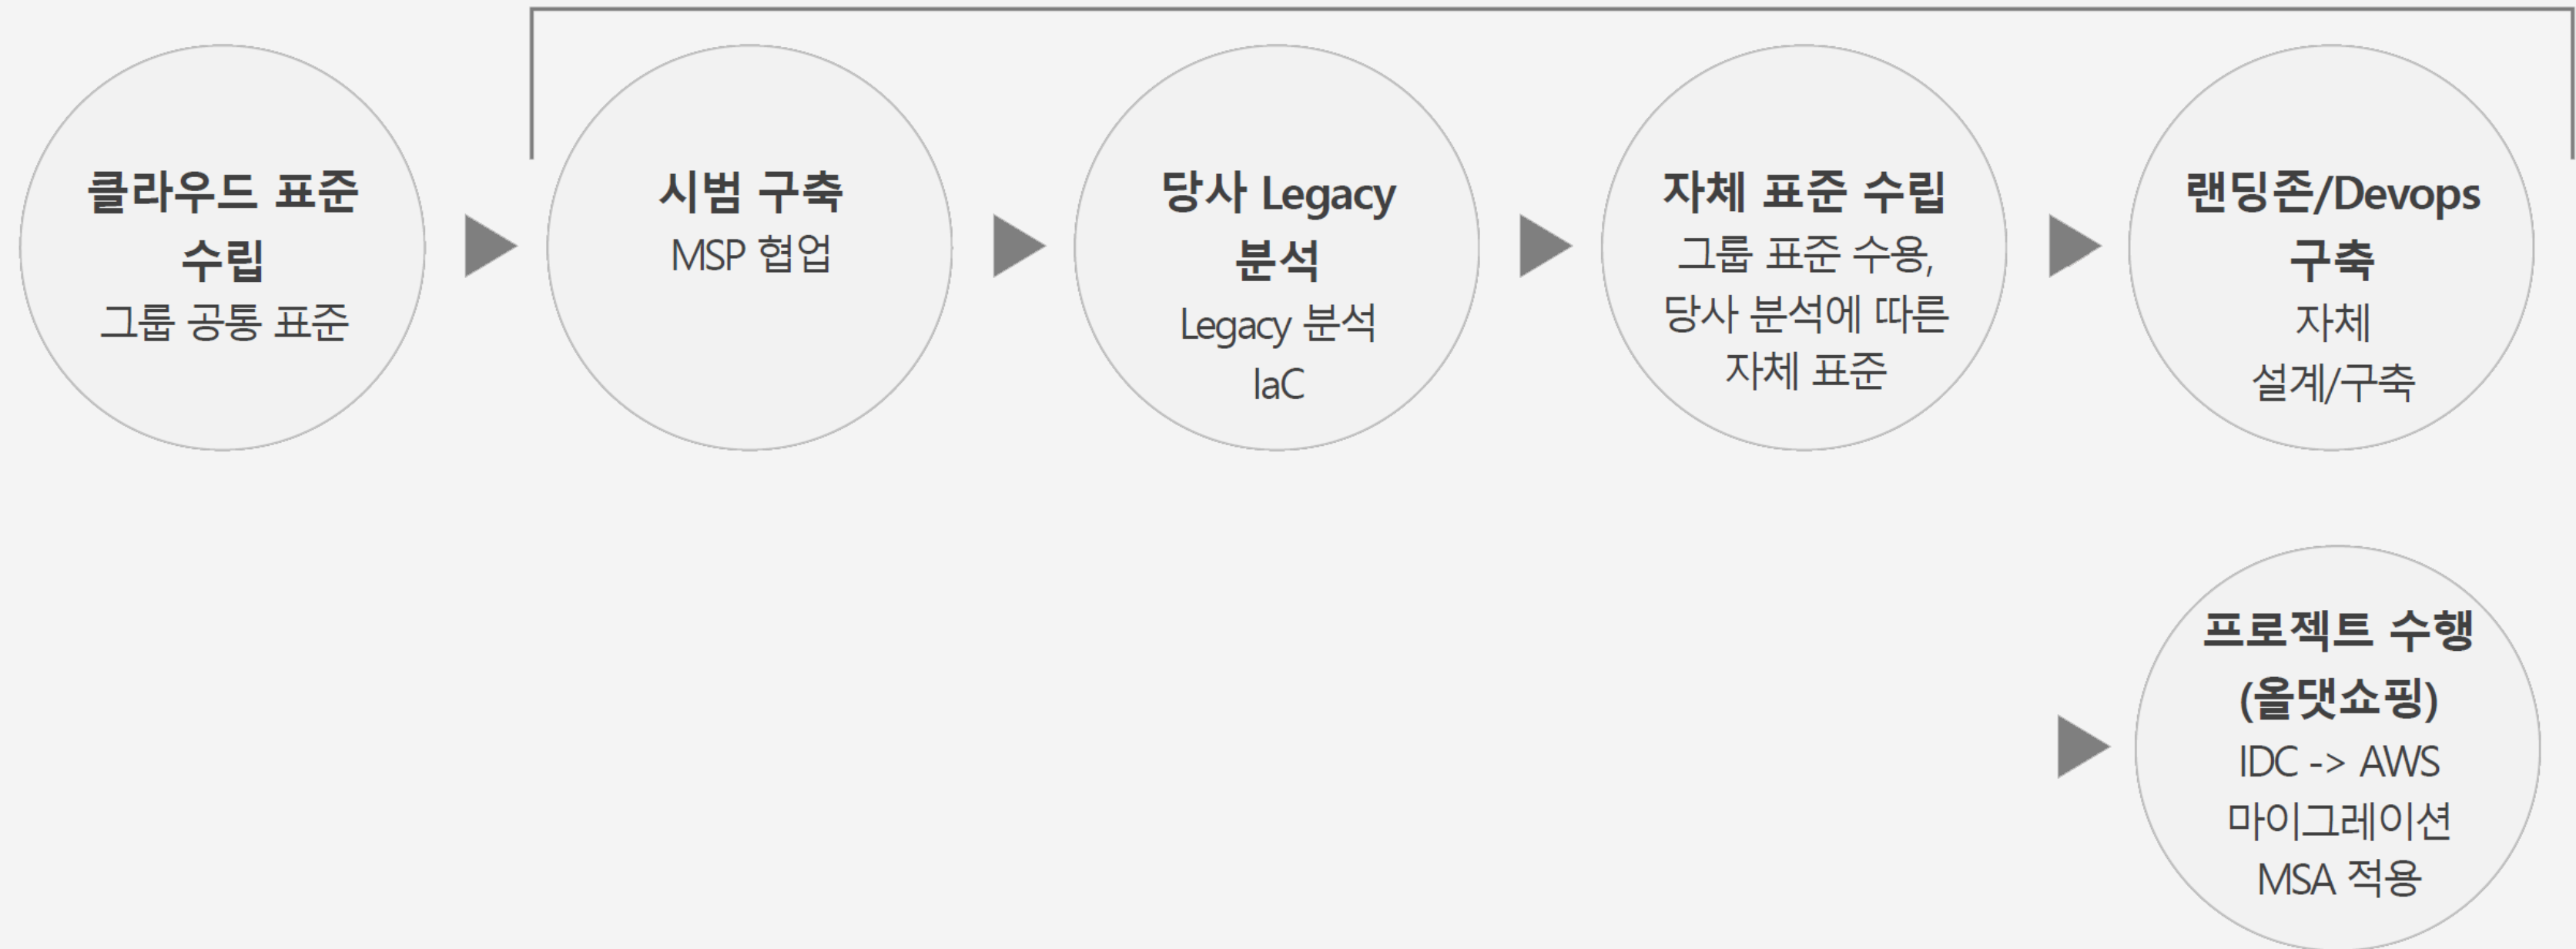 클라우드 표준
수립
그룹 공통 표준
시범 구축
MSP 협업
당사 Legacy
분석
Legacy 분석
IaC
자체 표준 수립
그룹 표준 수용,
당사 분석에 따른
자체 표준
랜딩존/Devops
구축
자체
설계/구축
프로젝트 수행
(올댓쇼핑)
IDC -> AWS
마이그레이션
MSA 적용